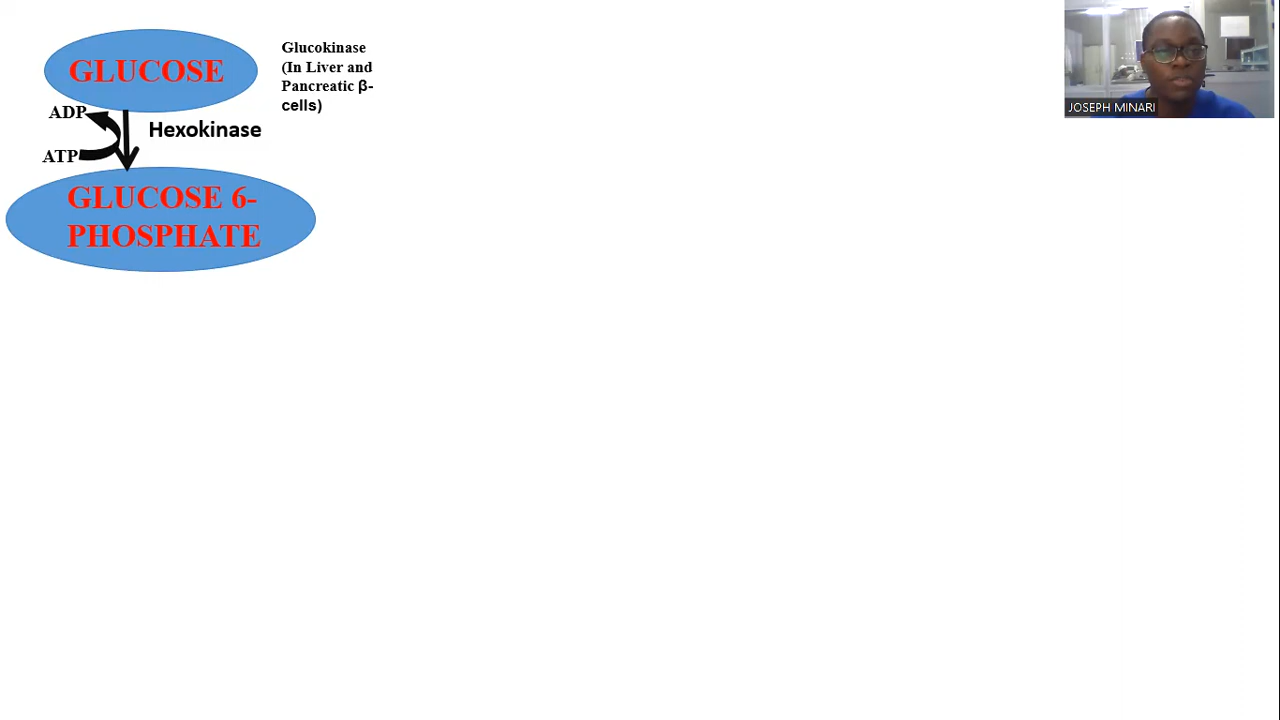 GLUCOSE
Glucokinase
(In Liver and
Pancreatic β-
cells)
ADP
Hexokinase
ATP
GLUCOSE 6-
PHOSPHATE
JOSEPH MINARI